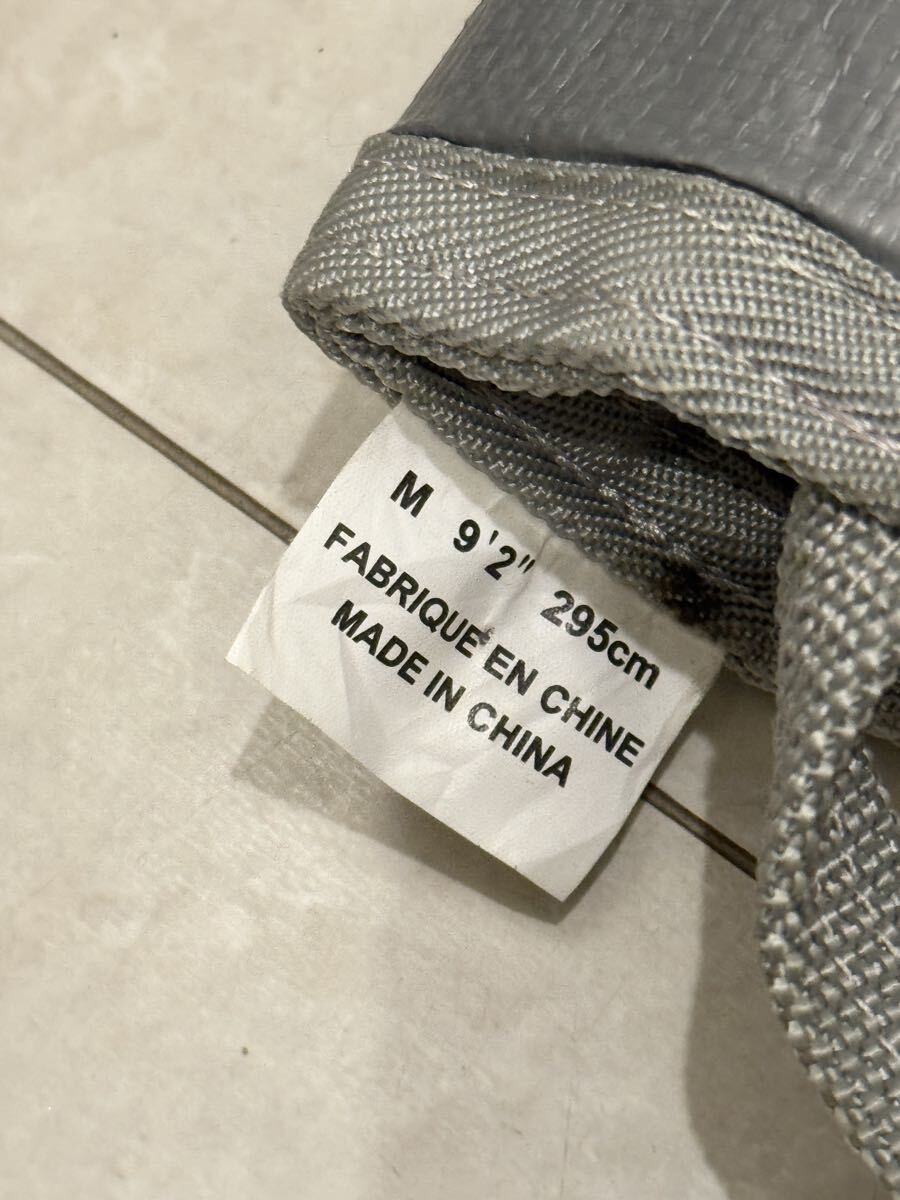 M 9'2" 295cm
FABRIQUE EN CHINE
MADE IN CHINA